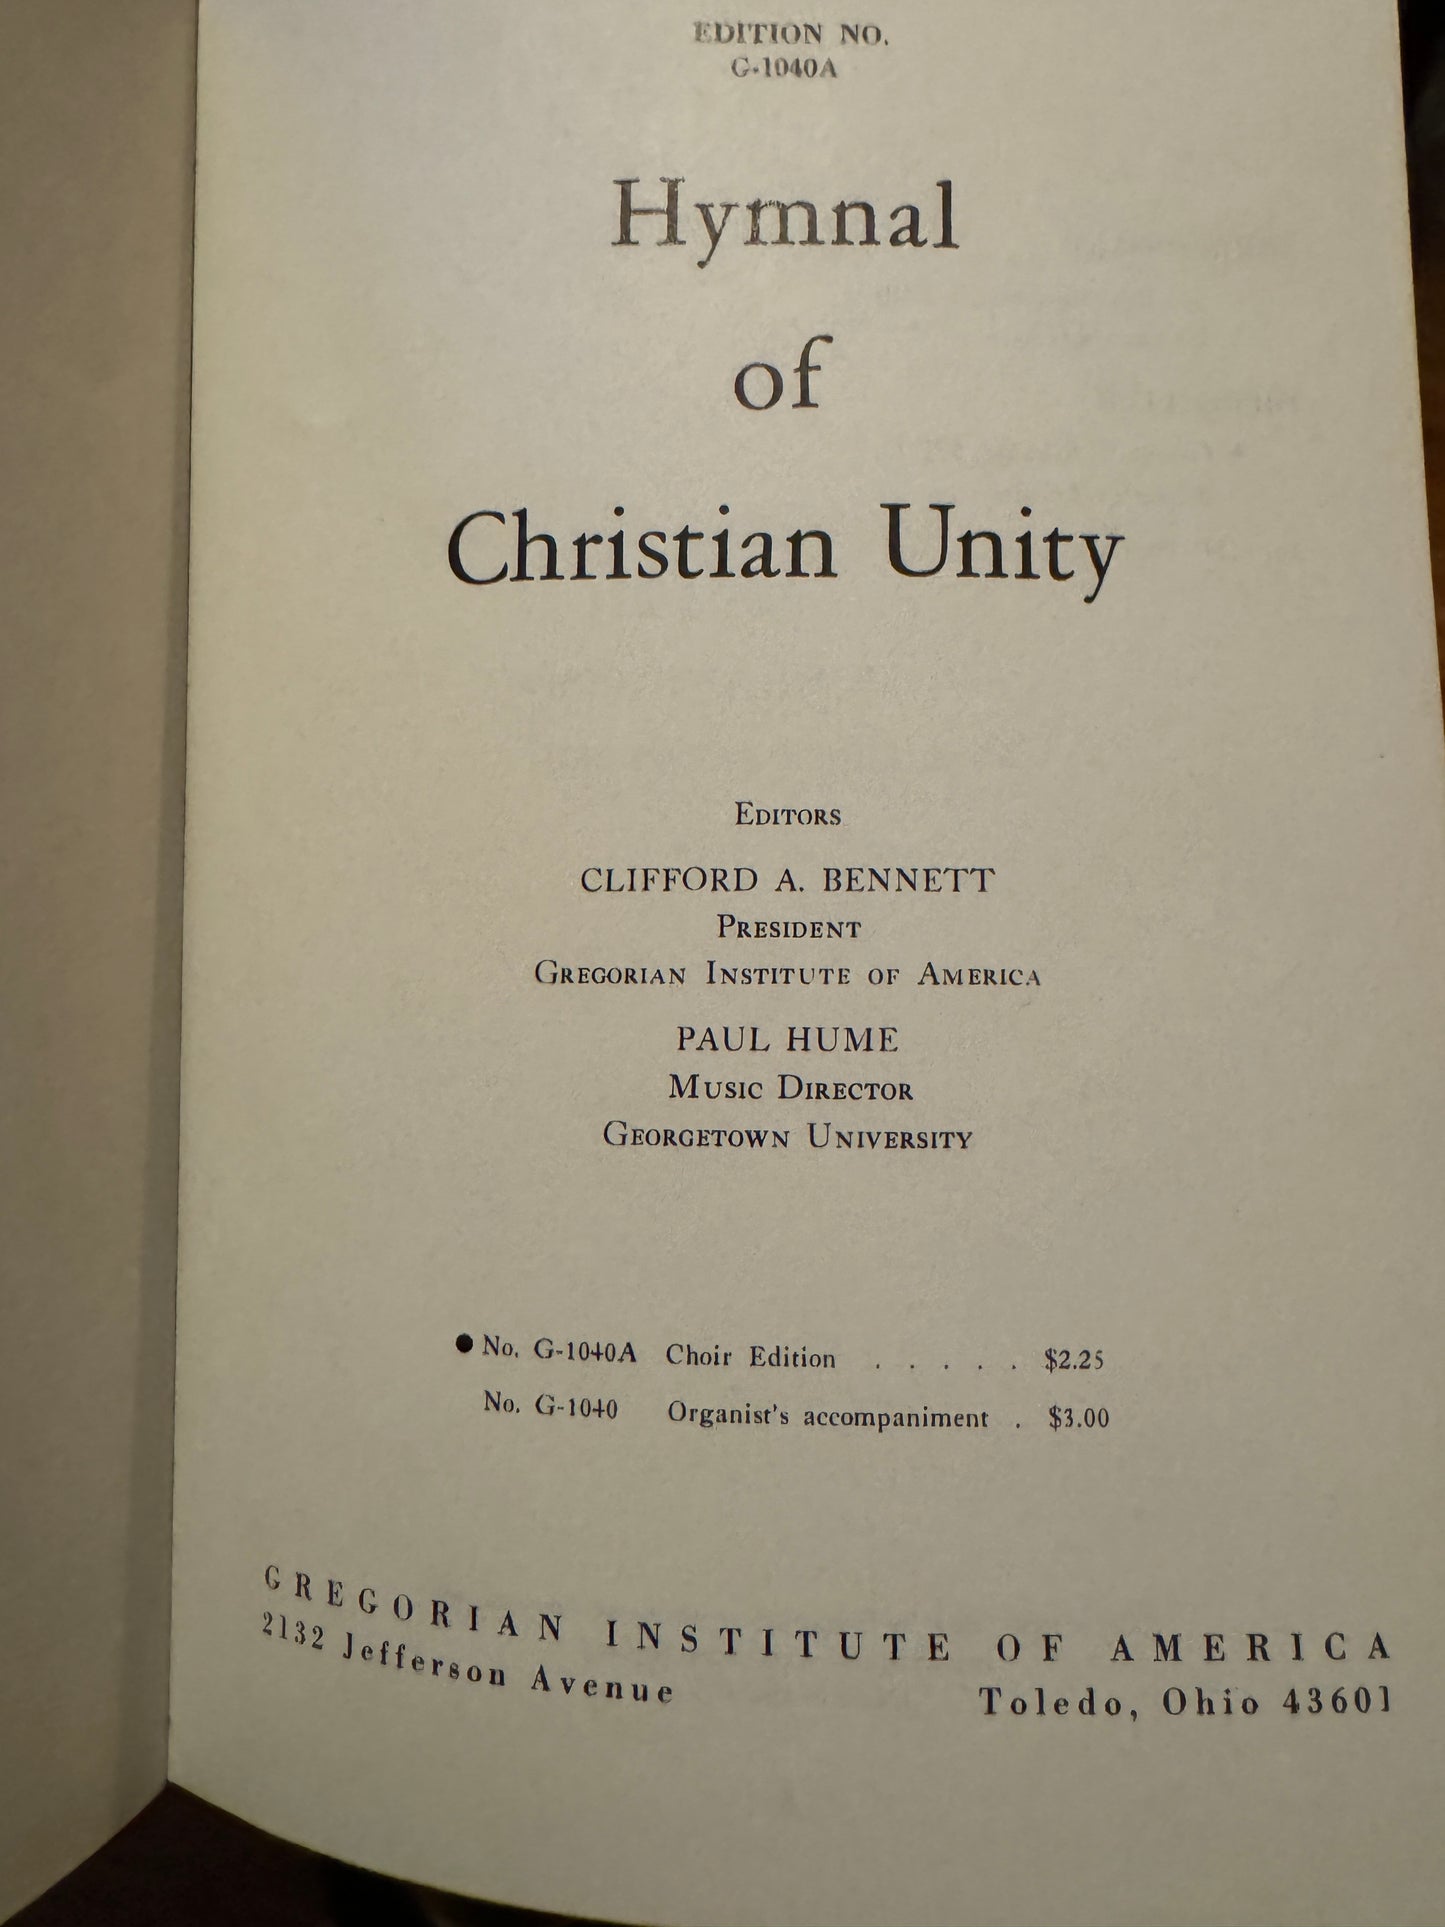 EDITION NO.
G-1040A
Hymnal
of
Christian Unity
EDITORS
CLIFFORD A. BENNETT
PRESIDENT
GREGORIAN INSTITUTE OF AMERICA
PAUL HUME
MUSIC DIRECTOR
GEORGETOWN UNIVERSITY
● No. G-1040A Choir Edition . . . . . $2.25
No. G-1040 Organist's accompaniment . $3.00
GREGORIAN INSTITUTE OF AMERICA
2132 Jefferson Avenue Toledo, Ohio 43601